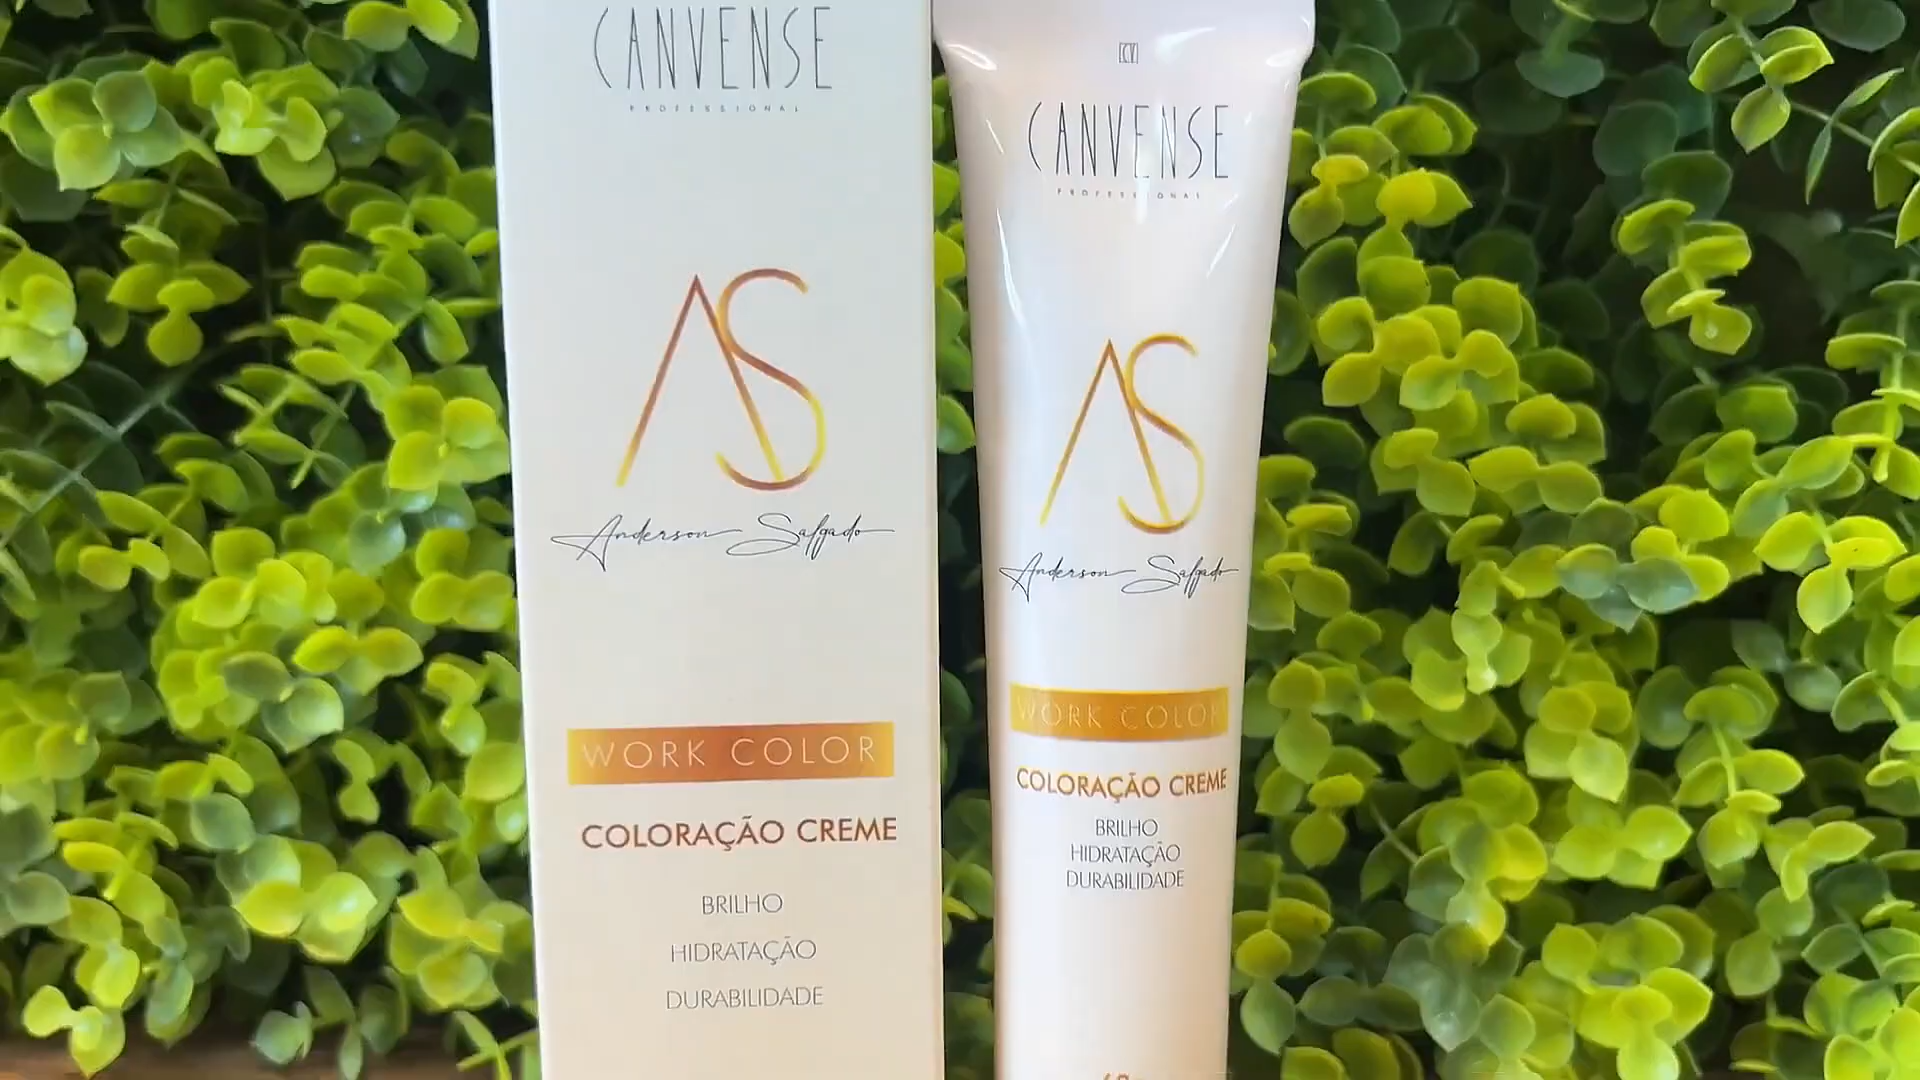 CANVENSE
PROFESSIONAL
AS
Anderson Salgado
WORK COLOR
COLORAÇÃO CREME
BRILHO
HIDRATAÇÃO
DURABILIDADE
CV
CANVENSE
PROFESSIONAL
AS
Anderson Salgado
WORK COLOR
COLORAÇÃO CREME
BRILHO
HIDRATAÇÃO
DURABILIDADE